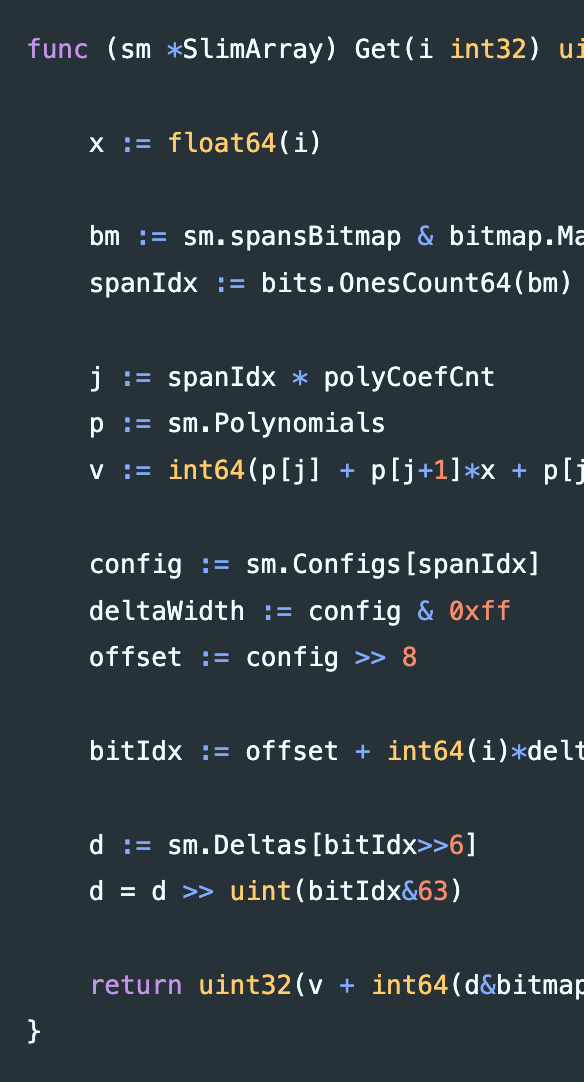 func (sm *SlimArray) Get(i int32) ui
x := float64(i)
bm := sm.spansBitmap & bitmap.Ma
spanIdx := bits.OnesCount64(bm)
j := spanIdx * polyCoefCnt
p := sm.Polynomials
v := int64(p[j] + p[j+1]*x + p[j
config := sm.Configs[spanIdx]
deltaWidth := config & 0xff
offset := config >> 8
bitIdx := offset + int64(i)*delt
d := sm.Deltas[bitIdx>>6]
d = d >> uint(bitIdx&63)
return uint32(v + int64(d&bitmap
}